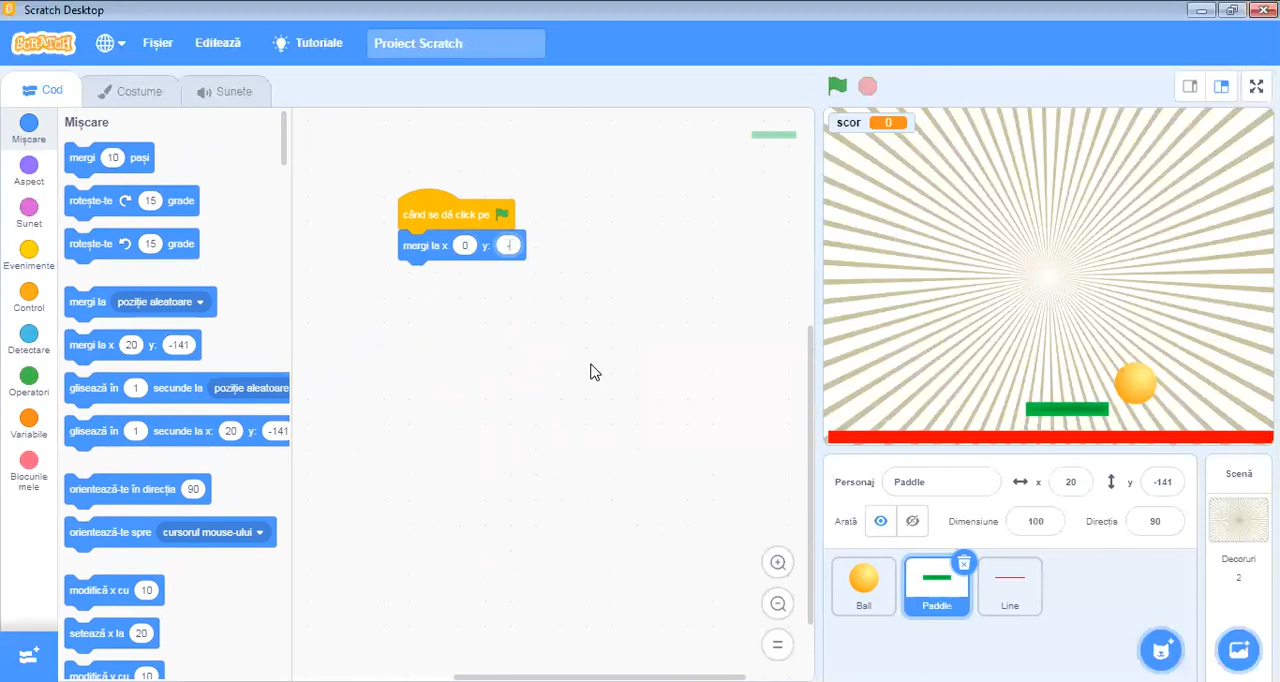 Scratch Desktop
SCRATCH Fișier Editează Tutoriale Proiect Scratch
Cod Costume Sunete
Mișcare
Aspect
Sunet
Evenimente
Control
Detectare
Operatori
Variabile
Blocurile
mele
Mișcare
mergi 10 pași
rotește-te 15 grade
rotește-te 15 grade
mergi la poziție aleatoare
mergi la x 20 y: -141
glisează în 1 secunde la poziție aleatoare
glisează în 1 secunde la x: 20 y: -141
orientează-te în direcția 90
orientează-te spre cursorul mouse-ului
modifică x cu 10
setează x la 20
modifică y cu 10
când se dă click pe
mergi la x 0 y: -
scor 0
Personaj Paddle x 20 y -141
Arată Dimensiune 100 Direcția 90
Ball
Paddle
Line
Scenă
Decoruri
2